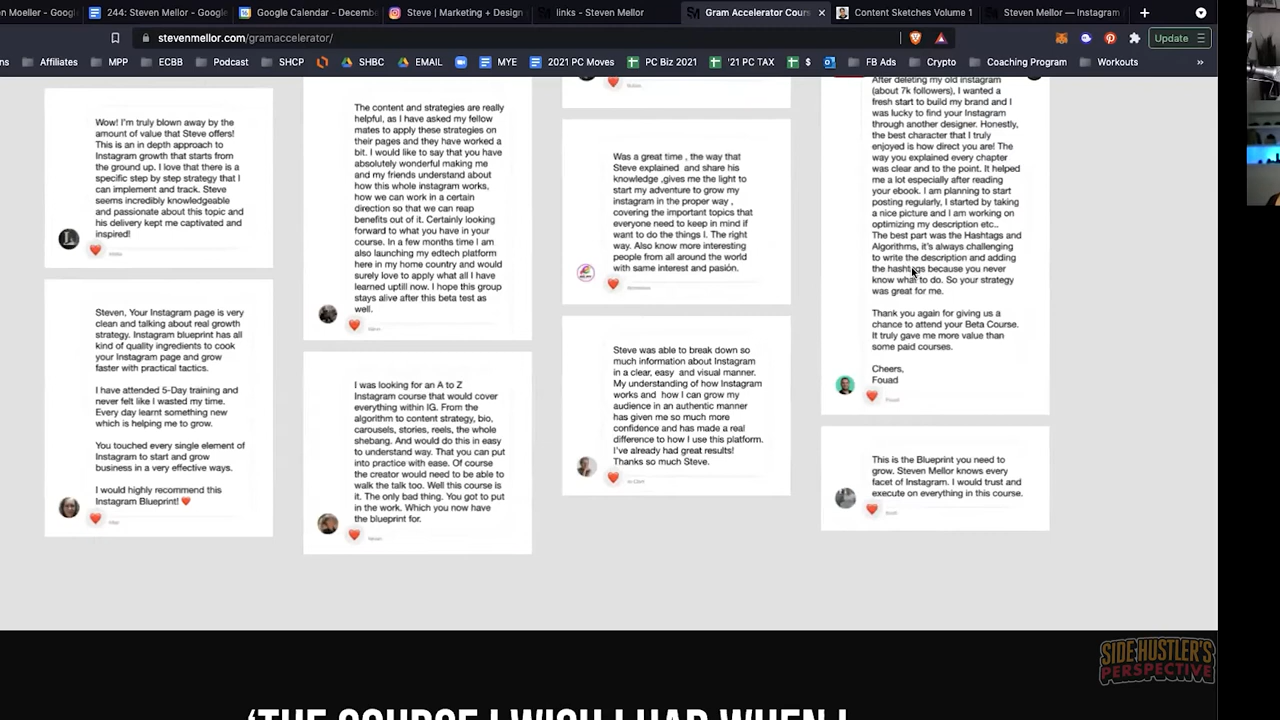 n Moeller - Goog
244: Steven Mellor - Google
Google Calendar - Decembe
Steve | Marketing + Design
links - Steven Mellor
Gram Accelerator Cour
Content Sketches Volume 1
Steven Mellor — Instagram
stevenmellor.com/gramaccelerator/
Update
ns
Affiliates
MPP
ECBB
Podcast
SHCP
SHBC
EMAIL
MYE
2021 PC Moves
PC Biz 2021
'21 PC TAX
$
FB Ads
Crypto
Coaching Program
Workouts
»
Wow! I'm truly blown away by the
amount of value that Steve offers!
This is an in depth approach to
Instagram growth that starts from
the ground up. I love that there is a
specific step by step strategy that I
can implement and track. Steve
seems incredibly knowledgeable
and passionate about this topic and
his delivery kept me captivated and
inspired!
Steven, Your Instagram page is very
clean and talking about real growth
strategy. Instagram blueprint has all
kind of quality ingredients to cook
your Instagram page and grow
faster with practical tactics.
I have attended 5-Day training and
never felt like I wasted my time.
Every day learnt something new
which is helping me to grow.
You touched every single element of
Instagram to start and grow
business in a very effective ways.
I would highly recommend this
Instagram Blueprint!
The content and strategies are really
helpful, as I have asked my fellow
mates to apply these strategies on
their pages and they have worked a
bit. I would like to say that you have
absolutely wonderful making me
and my friends understand about
how this whole instagram works,
how we can work in a certain
direction so that we can reap
benefits out of it. Certainly looking
forward to what you have in your
course. In a few months time I am
also launching my edtech platform
here in my home country and would
surely love to apply what all I have
learned uptill now. I hope this group
stays alive after this beta test as
well.
I was looking for an A to Z
Instagram course that would cover
everything within IG. From the
algorithm to content strategy, bio,
carousels, stories, reels, the whole
shebang. And would do this in easy
to understand way. That you can put
into practice with ease. Of course
the creator would need to be able to
walk the talk too. Well this course is
it. The only bad thing. You got to put
in the work. Which you now have
the blueprint for.
Was a great time , the way that
Steve explained and share his
knowledge .gives me the light to
start my adventure to grow my
instagram in the proper way ,
covering the important topics that
everyone need to keep in mind if
want to do the things I. The right
way. Also know more interesting
people from all around the world
with same interest and pasión.
Steve was able to break down so
much information about Instagram
in a clear, easy and visual manner.
My understanding of how Instagram
works and how I can grow my
audience in an authentic manner
has given me so much more
confidence and has made a real
difference to how I use this platform.
I've already had great results!
Thanks so much Steve.
After deleting my old instagram
(about 7k followers), I wanted a
fresh start to build my brand and I
was lucky to find your Instagram
through another designer. Honestly,
the best character that I truly
enjoyed is how direct you are! The
way you explained every chapter
was clear and to the point. It helped
me a lot especially after reading
your ebook. I am planning to start
posting regularly, I started by taking
a nice picture and I am working on
optimizing my description etc..
The best part was the Hashtags and
Algorithms, it's always challenging
to write the description and adding
the hashtags because you never
know what to do. So your strategy
was great for me.
Thank you again for giving us a
chance to attend your Beta Course.
It truly gave me more value than
some paid courses.
Cheers,
Fouad
Fouad
This is the Blueprint you need to
grow. Steven Mellor knows every
facet of Instagram. I would trust and
execute on everything in this course.
SIDE HUSTLER'S
PERSPECTIVE
'THE COURSE I WISH I HAD WHEN I